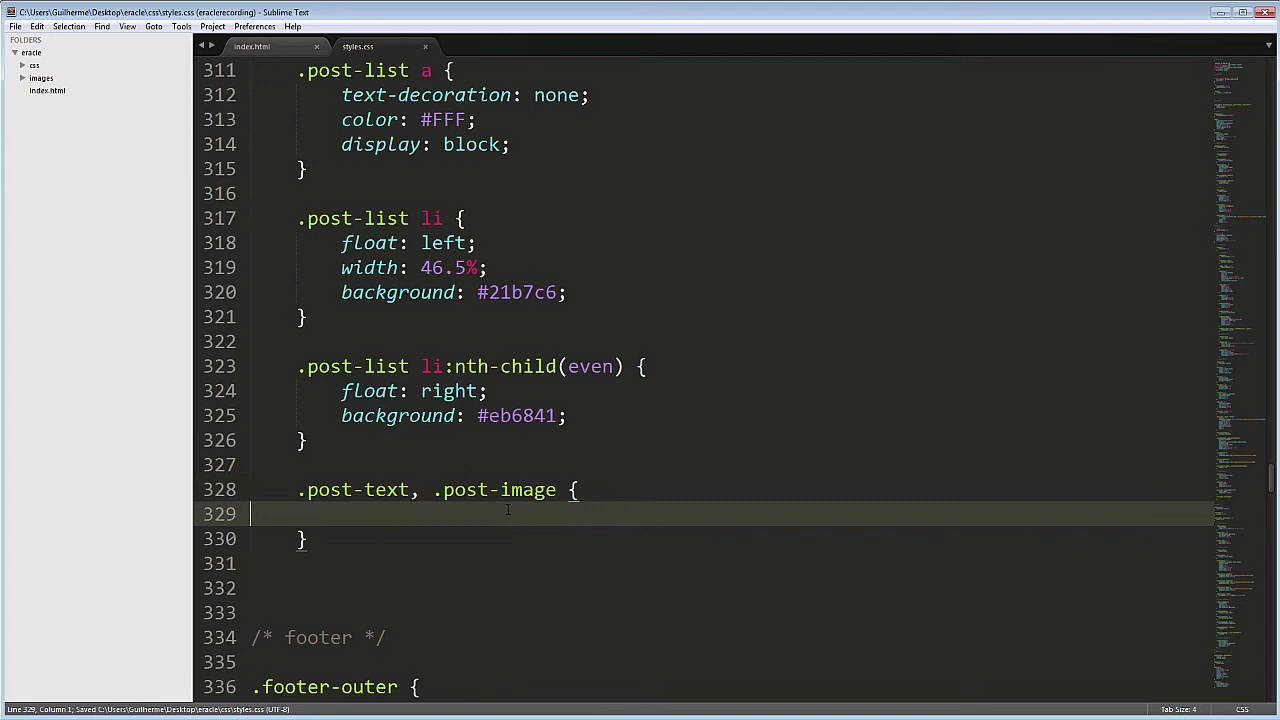 C:\Users\Guilherme\Desktop\eracle\css\styles.css (eraclerecording) - Sublime Text
File Edit Selection Find View Goto Tools Project Preferences Help
FOLDERS
eracle
css
images
index.html
index.html × styles.css ×
311 .post-list a {
312 text-decoration: none;
313 color: #FFF;
314 display: block;
315 }
316
317 .post-list li {
318 float: left;
319 width: 46.5%;
320 background: #21b7c6;
321 }
322
323 .post-list li:nth-child(even) {
324 float: right;
325 background: #eb6841;
326 }
327
328 .post text, .post-image {
329
330 }
331
332
333
334 /* footer */
335
336 .footer-outer {
Line 329, Column 1; Saved C:\Users\Guilherme\Desktop\eracle\css\styles.css (UTF-8) Tab Size: 4 CSS